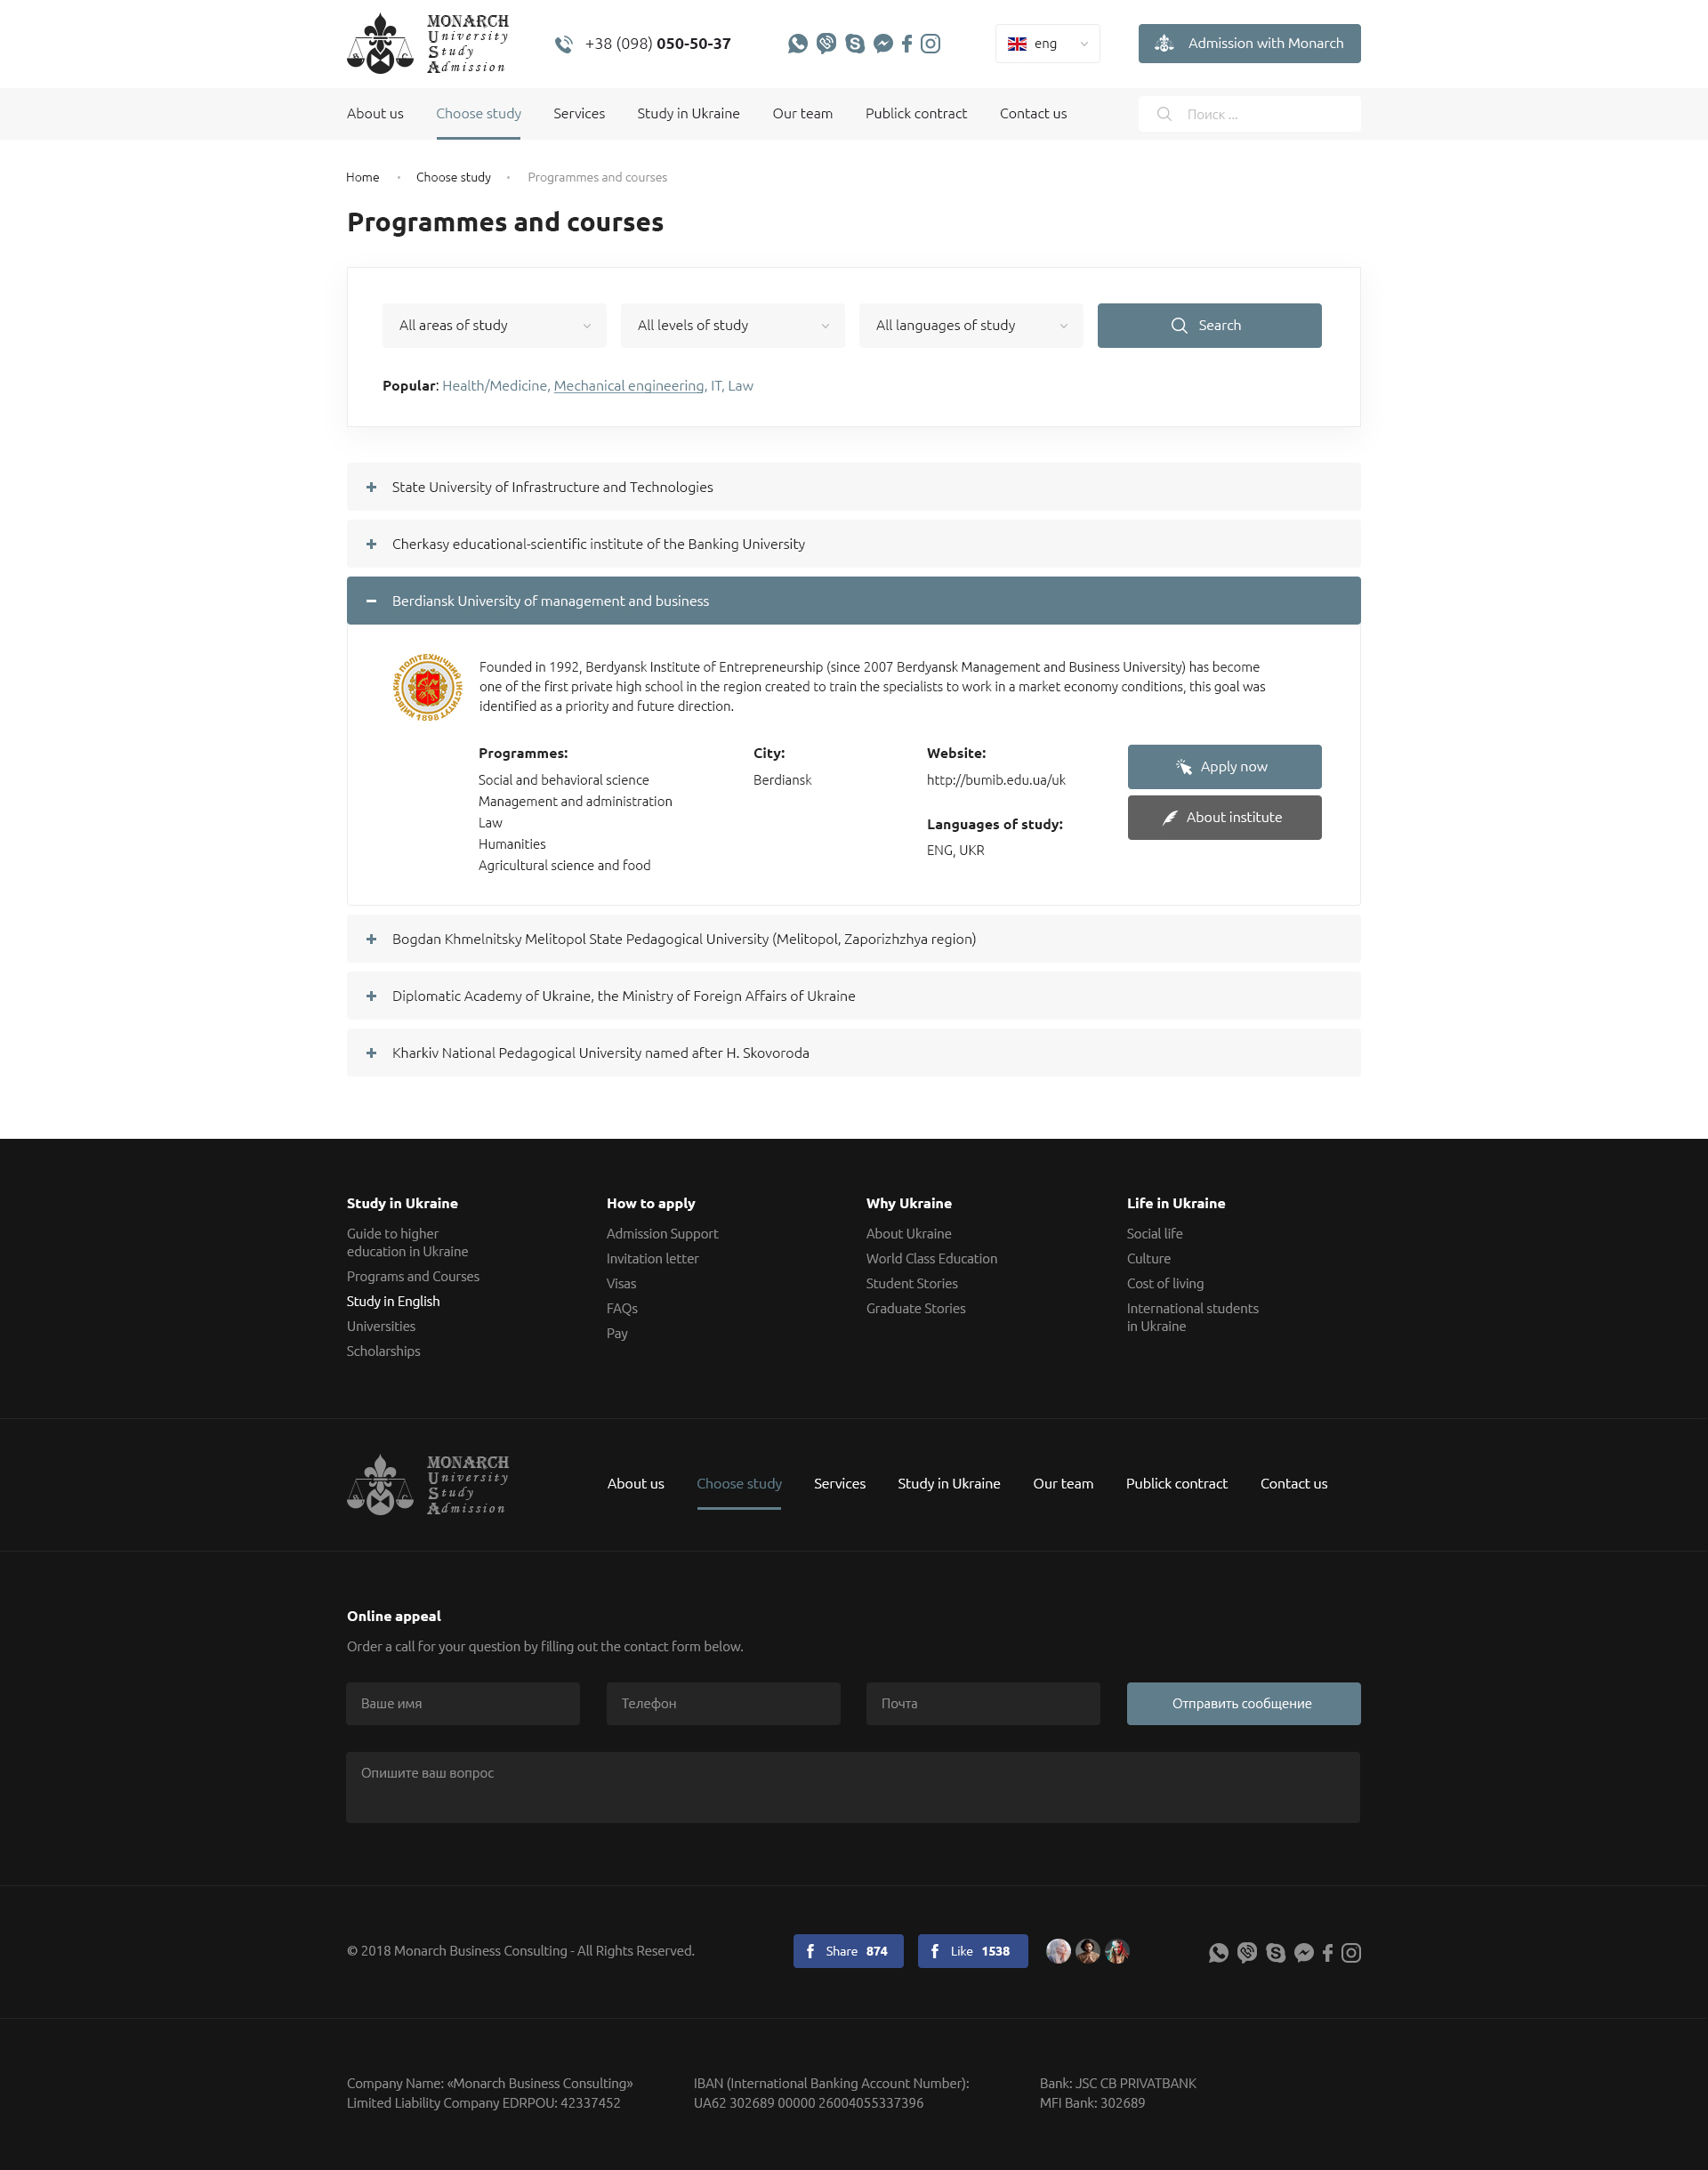 MONARCH
University
Study
Admission
+38 (098) 050-50-37
eng
Admission with Monarch
About us
Choose study
Services
Study in Ukraine
Our team
Publick contract
Contact us
Поиск ...
Home • Choose study • Programmes and courses
Programmes and courses
All areas of study
All levels of study
All languages of study
Search
Popular: Health/Medicine, Mechanical engineering, IT, Law
State University of Infrastructure and Technologies
Cherkasy educational-scientific institute of the Banking University
Berdiansk University of management and business
Founded in 1992, Berdyansk Institute of Entrepreneurship (since 2007 Berdyansk Management and Business University) has become
one of the first private high school in the region created to train the specialists to work in a market economy conditions, this goal was
identified as a priority and future direction.
Programmes:
Social and behavioral science
Management and administration
Law
Humanities
Agricultural science and food
City:
Berdiansk
Website:
http://bumib.edu.ua/uk
Languages of study:
ENG, UKR
Apply now
About institute
Bogdan Khmelnitsky Melitopol State Pedagogical University (Melitopol, Zaporizhzhya region)
Diplomatic Academy of Ukraine, the Ministry of Foreign Affairs of Ukraine
Kharkiv National Pedagogical University named after H. Skovoroda
Study in Ukraine
Guide to higher
education in Ukraine
Programs and Courses
Study in English
Universities
Scholarships
How to apply
Admission Support
Invitation letter
Visas
FAQs
Pay
Why Ukraine
About Ukraine
World Class Education
Student Stories
Graduate Stories
Life in Ukraine
Social life
Culture
Cost of living
International students
in Ukraine
MONARCH
University
Study
Admission
About us
Choose study
Services
Study in Ukraine
Our team
Publick contract
Contact us
Online appeal
Order a call for your question by filling out the contact form below.
Ваше имя
Телефон
Почта
Отправить сообщение
Опишите ваш вопрос
© 2018 Monarch Business Consulting - All Rights Reserved.
Share 874
Like 1538
Company Name: «Monarch Business Consulting»
Limited Liability Company EDRPOU: 42337452
IBAN (International Banking Account Number):
UA62 302689 00000 26004055337396
Bank: JSC CB PRIVATBANK
MFI Bank: 302689